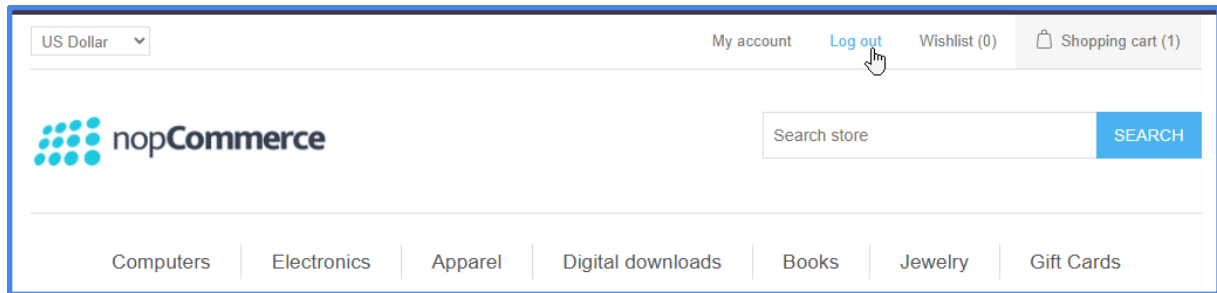 US Dollar My account Log out Wishlist (0) Shopping cart (1)
nopCommerce Search store SEARCH
Computers Electronics Apparel Digital downloads Books Jewelry Gift Cards